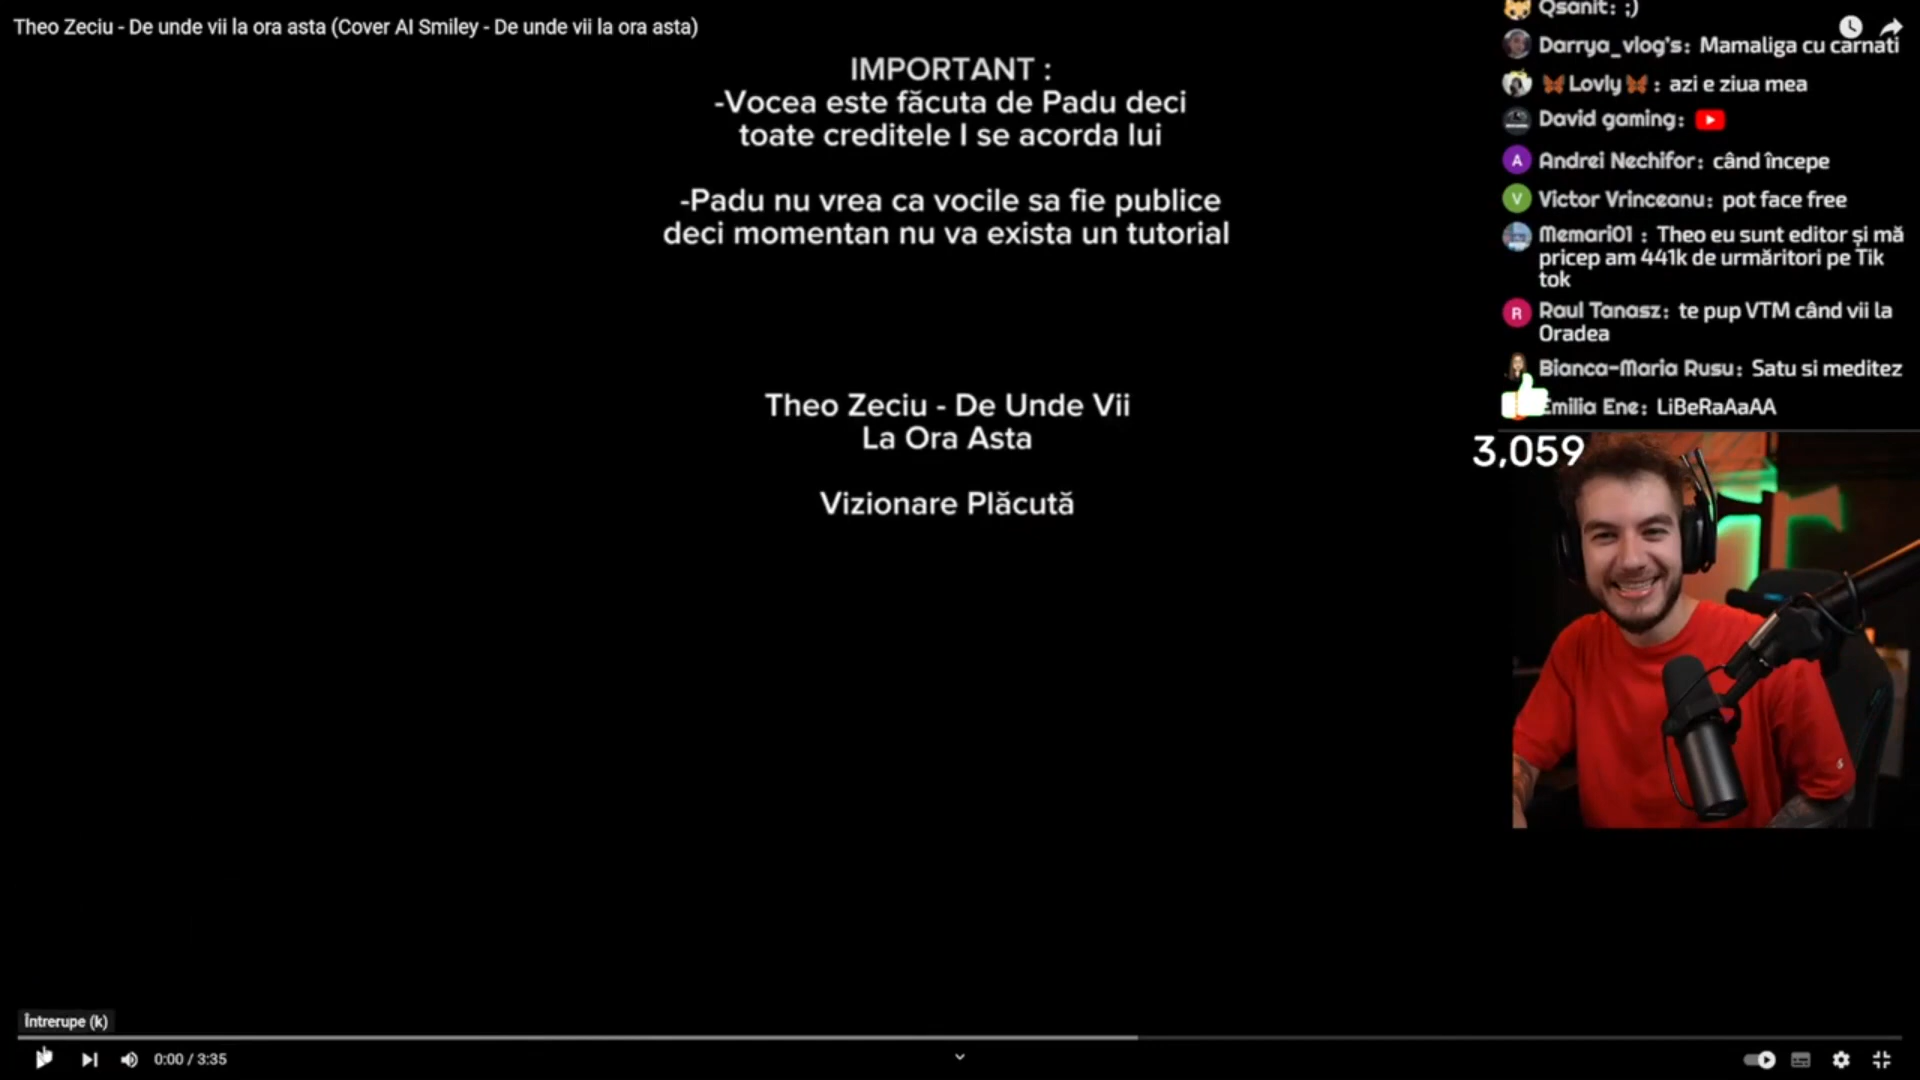 Theo Zeciu - De unde vii la ora asta (Cover AI Smiley - De unde vii la ora asta)
IMPORTANT :
-Vocea este făcuta de Padu deci
toate creditele I se acorda lui
-Padu nu vrea ca vocile sa fie publice
deci momentan nu va exista un tutorial
Theo Zeciu - De Unde Vii
La Ora Asta
Vizionare Plăcută
Qsanit: ;)
Darrya_vlog's: Mamaliga cu carnati
Lovly : azi e ziua mea
David gaming:
A Andrei Nechifor: când începe
V Victor Vrinceanu: pot face free
Memari01 : Theo eu sunt editor și mă
pricep am 441k de urmăritori pe Tik
tok
R Raul Tanasz: te pup VTM când vii la
Oradea
Bianca-Maria Rusu: Satu si meditez
Emilia Ene: LiBeRaAaAA
3,059
Întrerupe (k)
0:00 / 3:35